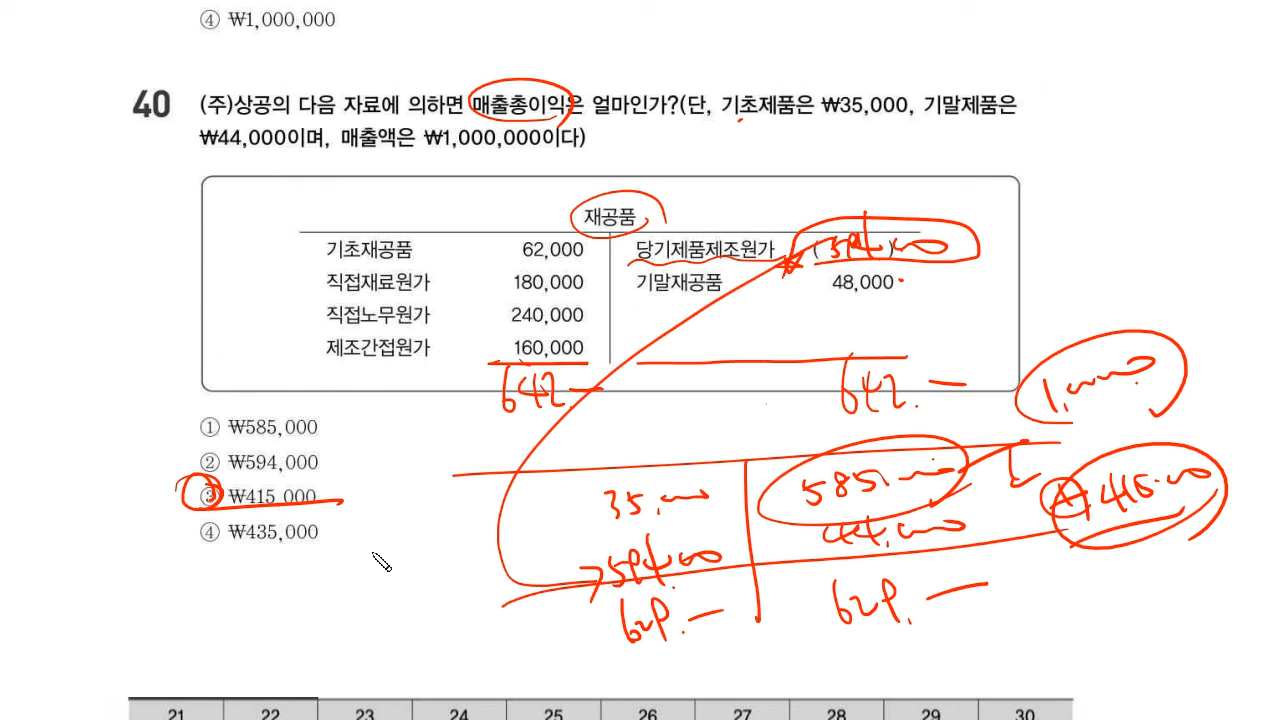 ④ ₩1,000,000
40 (주)상공의 다음 자료에 의하면 매출총이익은 얼마인가?(단, 기초제품은 ₩35,000, 기말제품은
₩44,000이며, 매출액은 ₩1,000,000이다)
재공품
기초재공품 62,000 당기제품제조원가 ( 594,000 )
직접재료원가 180,000 기말재공품 48,000
직접노무원가 240,000
제조간접원가 160,000
642. — 642. —
1,000,000
① ₩585,000
② ₩594,000
③ ₩415,000
④ ₩435,000
35,000 585,000 ₩415,000
594,000 44,000
629. — 629. —
21 22 23 24 25 26 27 28 29 30